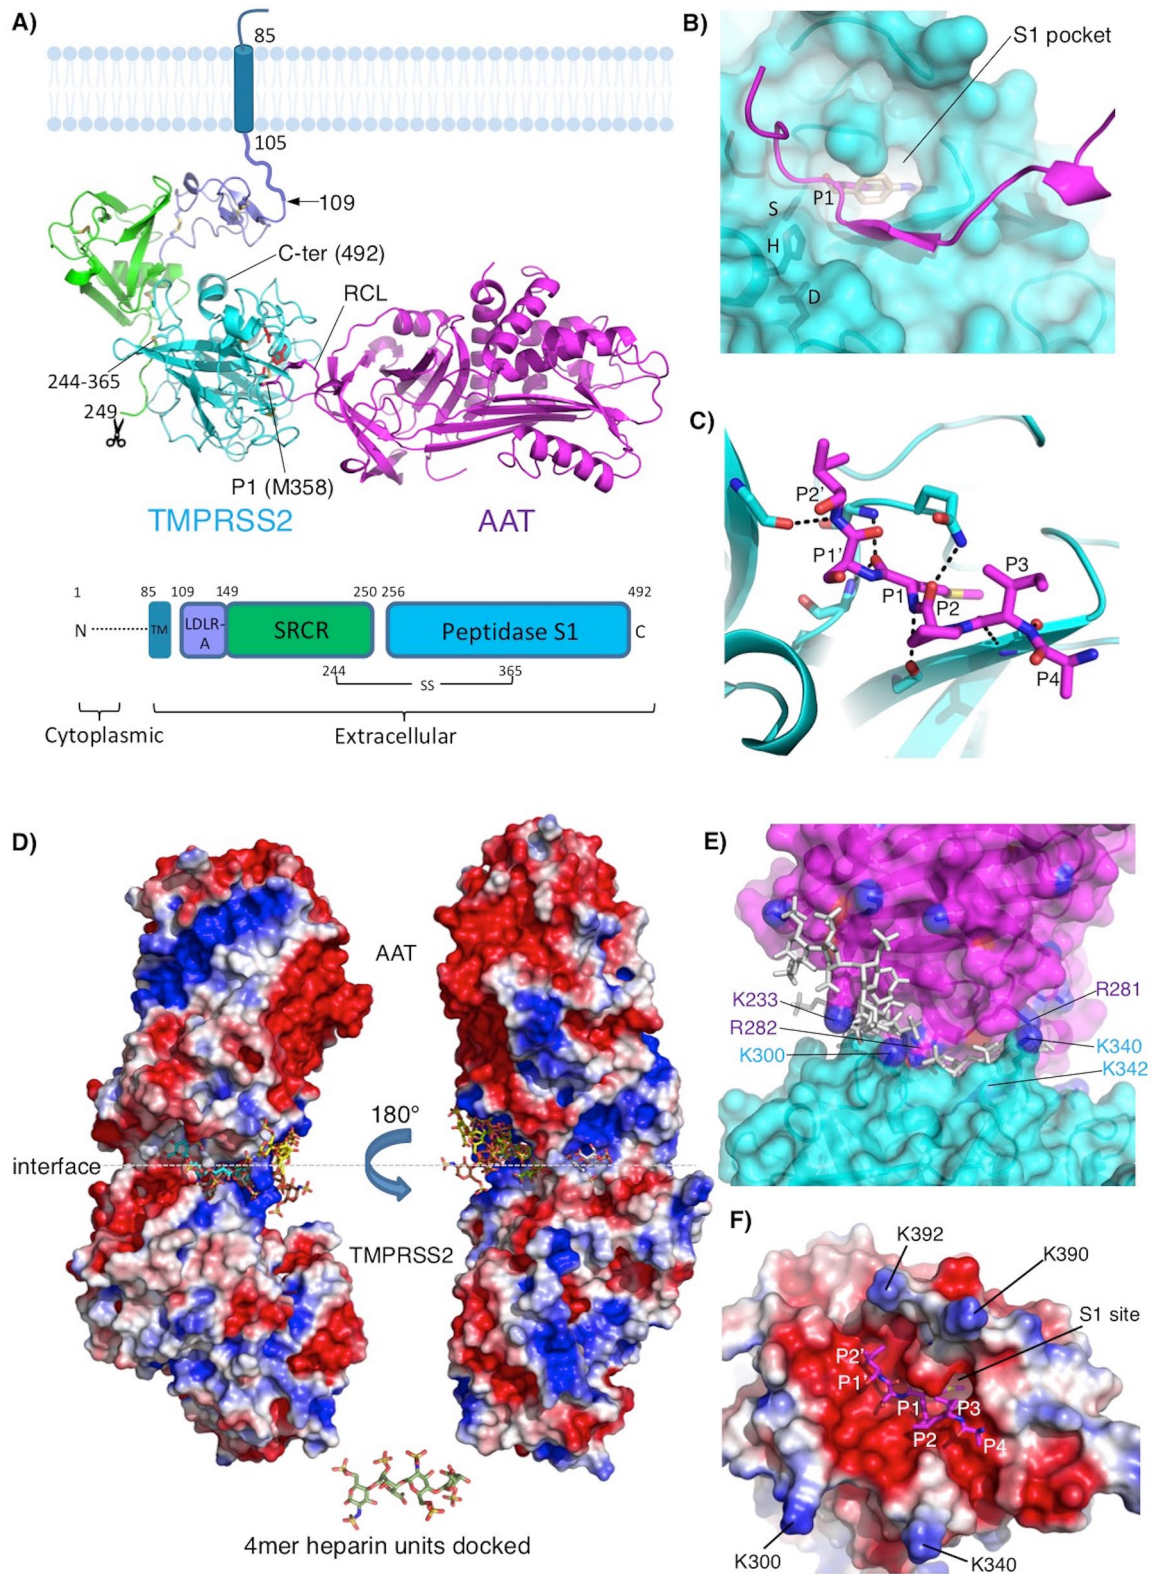 A)
85
105
109
C-ter (492)
RCL
244-365
249
P1 (M358)
TMPRSS2
AAT
1
85
109
149
250
256
492
N
TM
LDLR-
A
SRCR
Peptidase S1
C
244
365
SS
Cytoplasmic
Extracellular
B)
S1 pocket
P1
S
H
D
C)
P2'
P1'
P3
P1
P2
P4
D)
AAT
180°
interface
TMPRSS2
4mer heparin units docked
E)
K233
R281
R282
K300
K340
K342
F)
K392
K390
S1 site
P2'
P1'
P1
P3
P2
P4
K300
K340